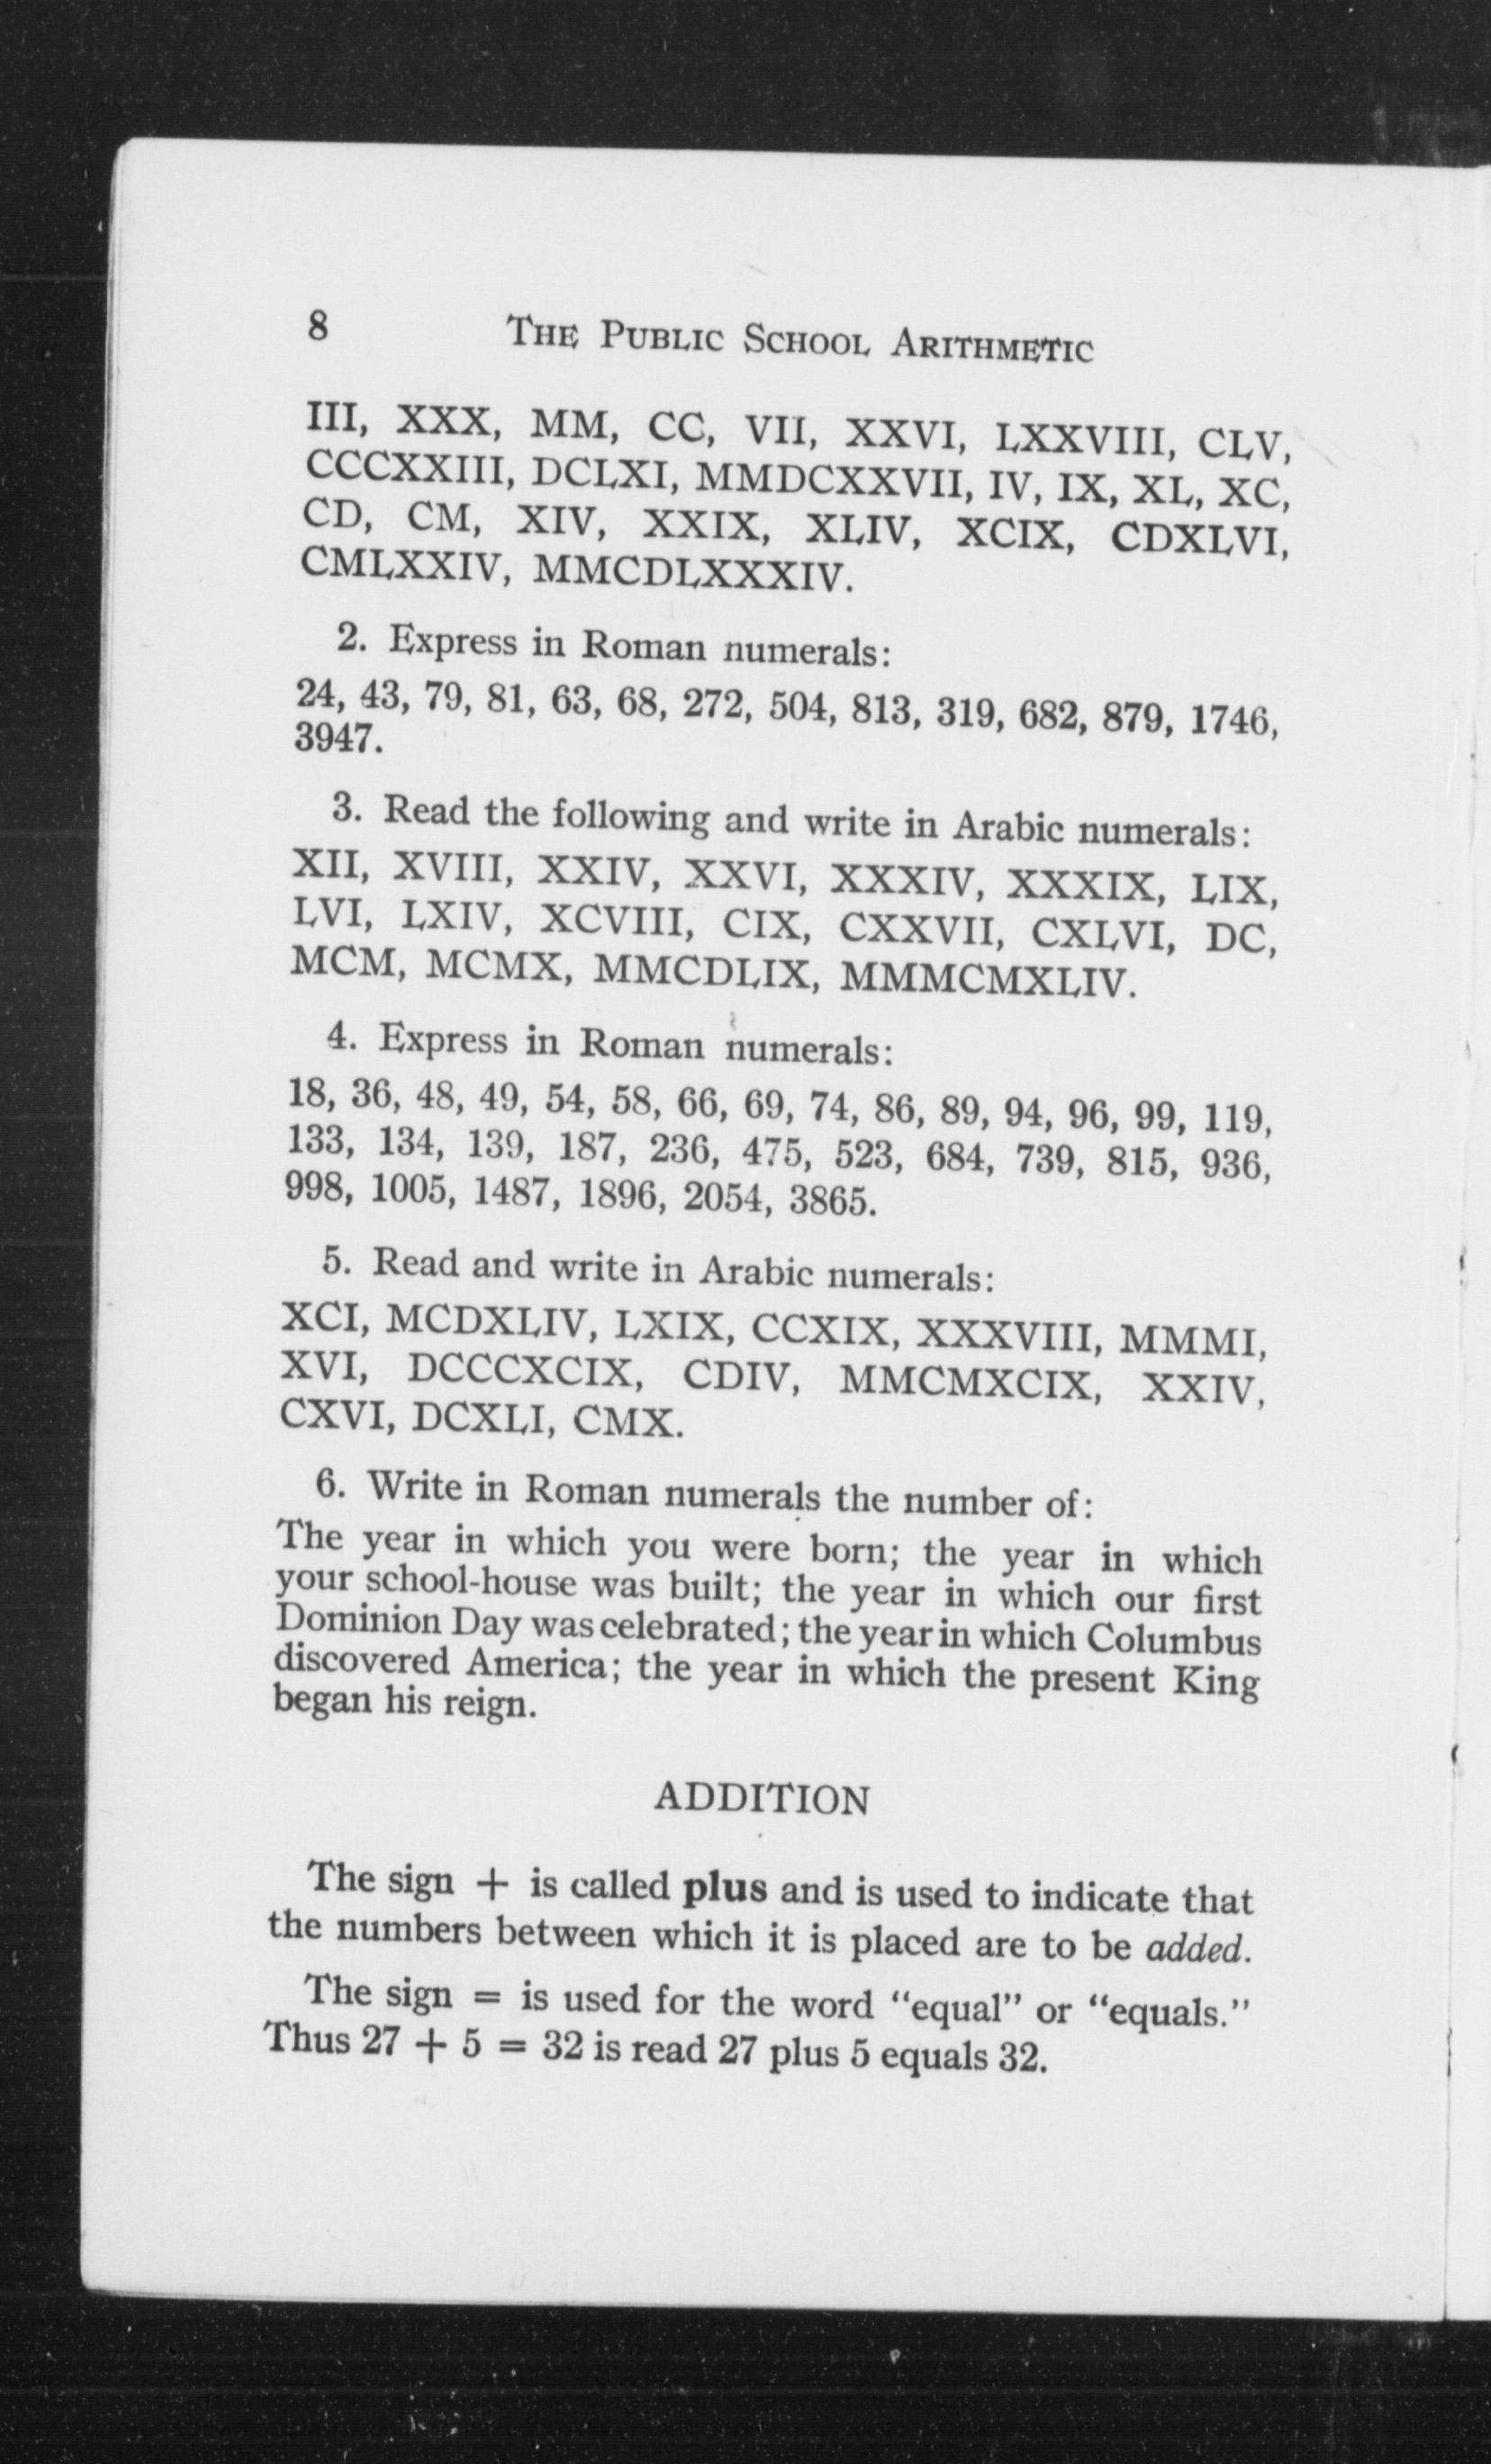 8 THE PUBLIC SCHOOL ARITHMETIC
III, XXX, MM, CC, VII, XXVI, LXXVIII, CLV,
CCCXXIII, DCLXI, MMDCXXVII, IV, IX, XL, XC,
CD, CM, XIV, XXIX, XLIV, XCIX, CDXLVI,
CMLXXIV, MMCDLXXXIV.
2. Express in Roman numerals:
24, 43, 79, 81, 63, 68, 272, 504, 813, 319, 682, 879, 1746,
3947.
3. Read the following and write in Arabic numerals:
XII, XVIII, XXIV, XXVI, XXXIV, XXXIX, LIX,
LVI, LXIV, XCVIII, CIX, CXXVII, CXLVI, DC,
MCM, MCMX, MMCDLIX, MMMCMXLIV.
4. Express in Roman numerals:
18, 36, 48, 49, 54, 58, 66, 69, 74, 86, 89, 94, 96, 99, 119,
133, 134, 139, 187, 236, 475, 523, 684, 739, 815, 936,
998, 1005, 1487, 1896, 2054, 3865.
5. Read and write in Arabic numerals:
XCI, MCDXLIV, LXIX, CCXIX, XXXVIII, MMMI,
XVI, DCCCXCIX, CDIV, MMCMXCIX, XXIV,
CXVI, DCXLI, CMX.
6. Write in Roman numerals the number of:
The year in which you were born; the year in which
your school-house was built; the year in which our first
Dominion Day was celebrated; the year in which Columbus
discovered America; the year in which the present King
began his reign.
ADDITION
The sign + is called plus and is used to indicate that
the numbers between which it is placed are to be added.
The sign = is used for the word "equal" or "equals."
Thus 27 + 5 = 32 is read 27 plus 5 equals 32.